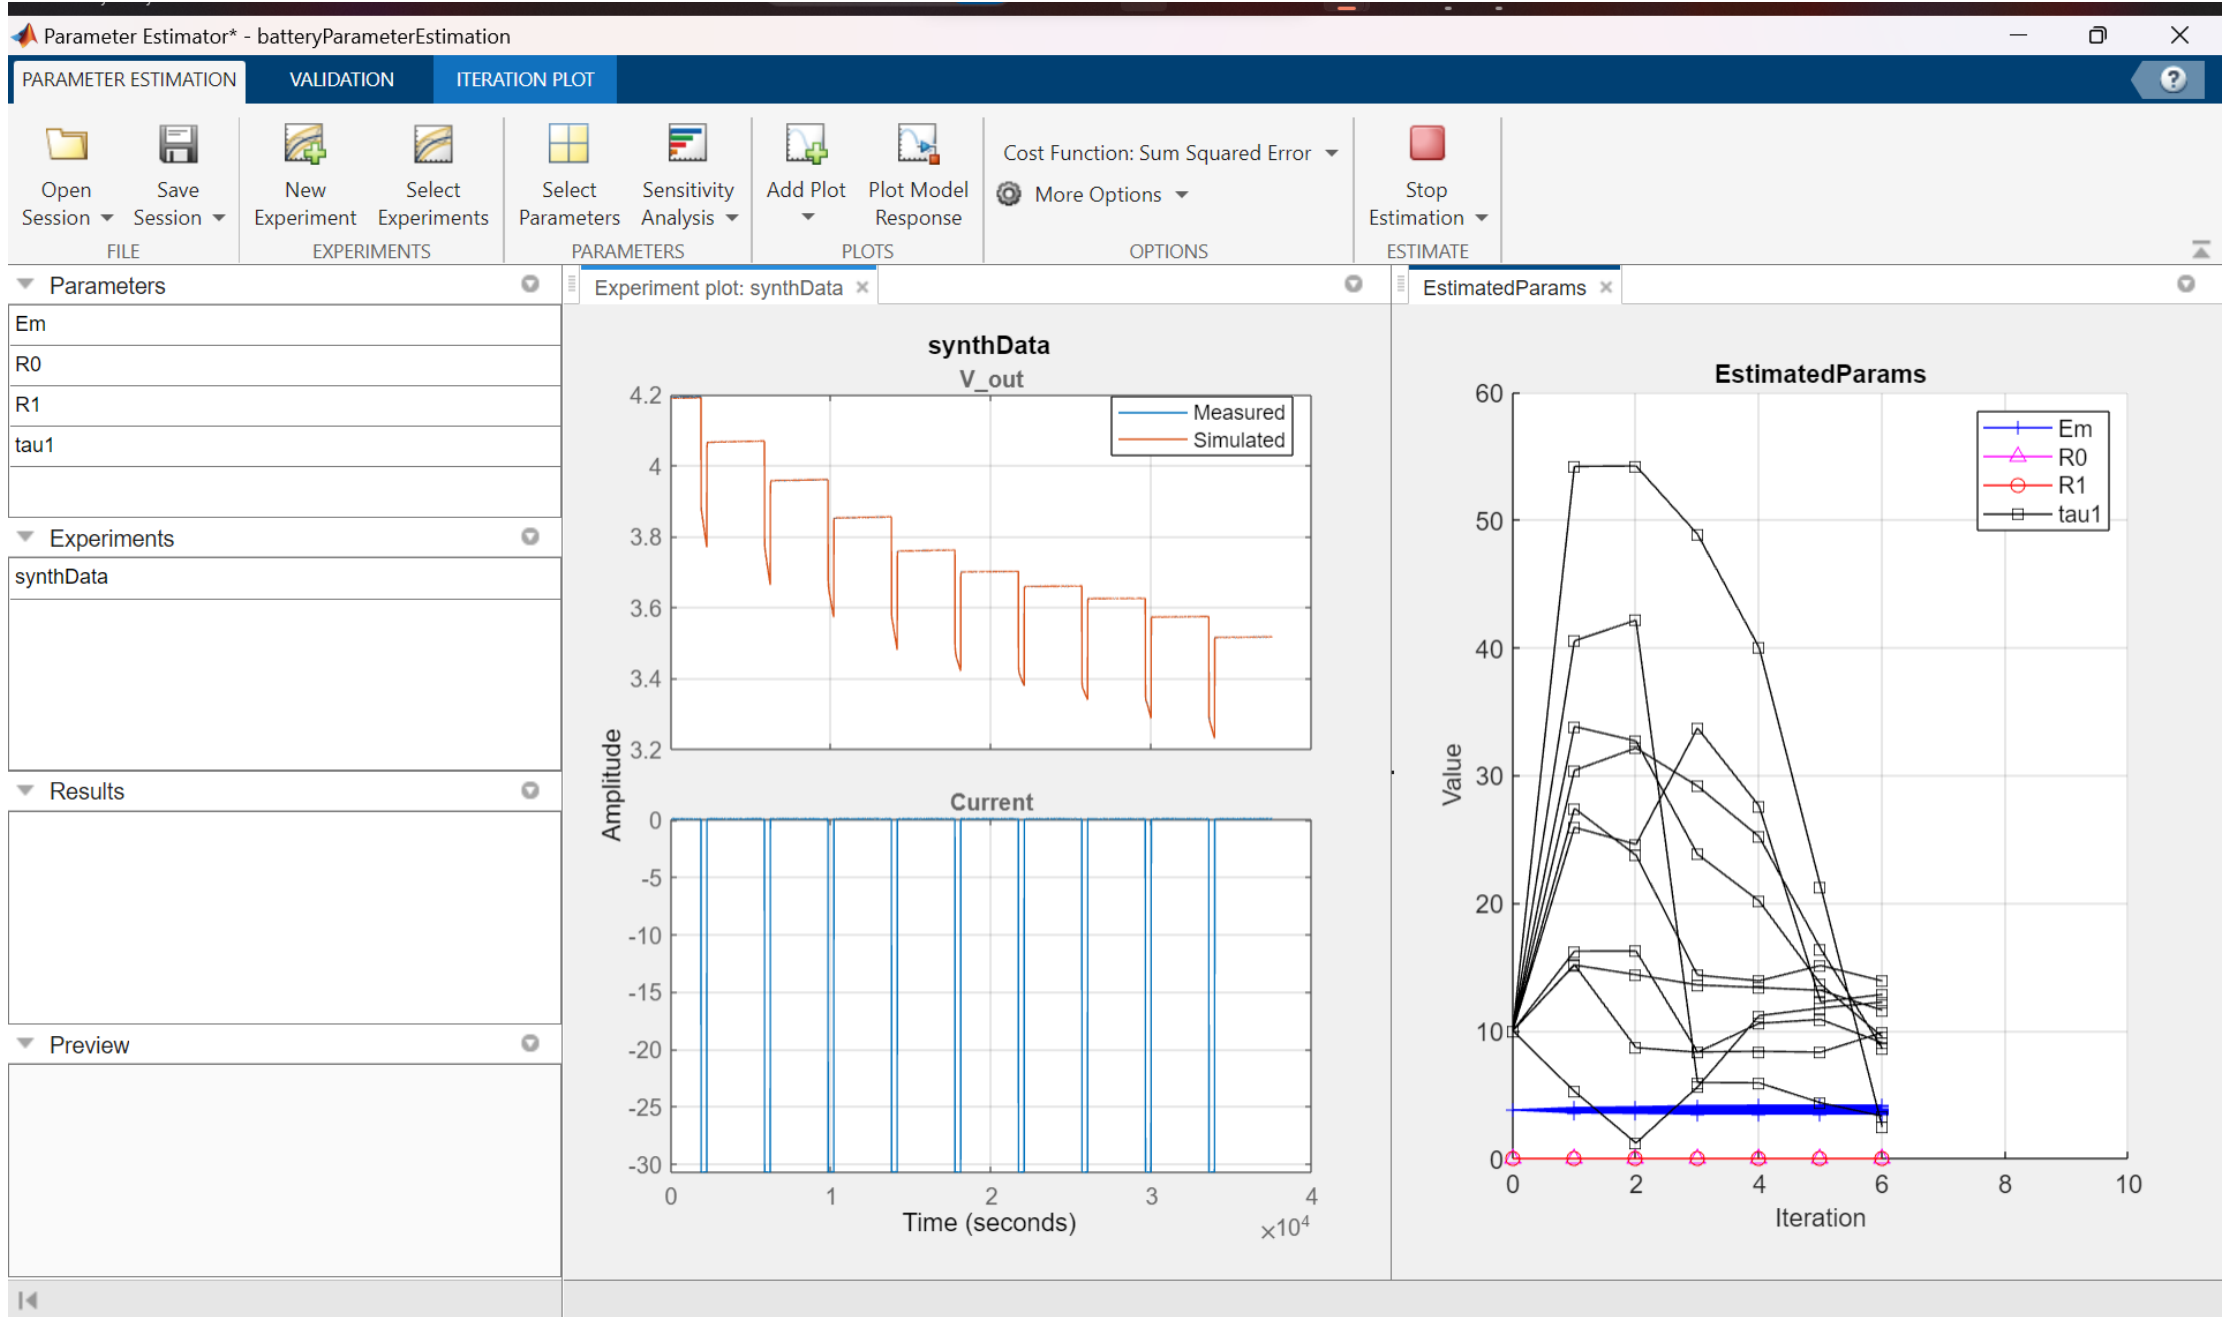 Parameter Estimator* - batteryParameterEstimation
PARAMETER ESTIMATION
VALIDATION
ITERATION PLOT
?
Open
Session
Save
Session
FILE
New
Experiment
Select
Experiments
EXPERIMENTS
Select
Parameters
Sensitivity
Analysis
PARAMETERS
Add Plot
Plot Model
Response
PLOTS
Cost Function: Sum Squared Error
More Options
OPTIONS
Stop
Estimation
ESTIMATE
Parameters
Em
R0
R1
tau1
Experiments
synthData
Results
Preview
Experiment plot: synthData
synthData
V_out
Measured
Simulated
4.2
4
3.8
3.6
3.4
3.2
Amplitude
Current
0
-5
-10
-15
-20
-25
-30
0 1 2 3 4
×10⁴
Time (seconds)
EstimatedParams
EstimatedParams
Em
R0
R1
tau1
60
50
40
30
20
10
0
Value
0 2 4 6 8 10
Iteration